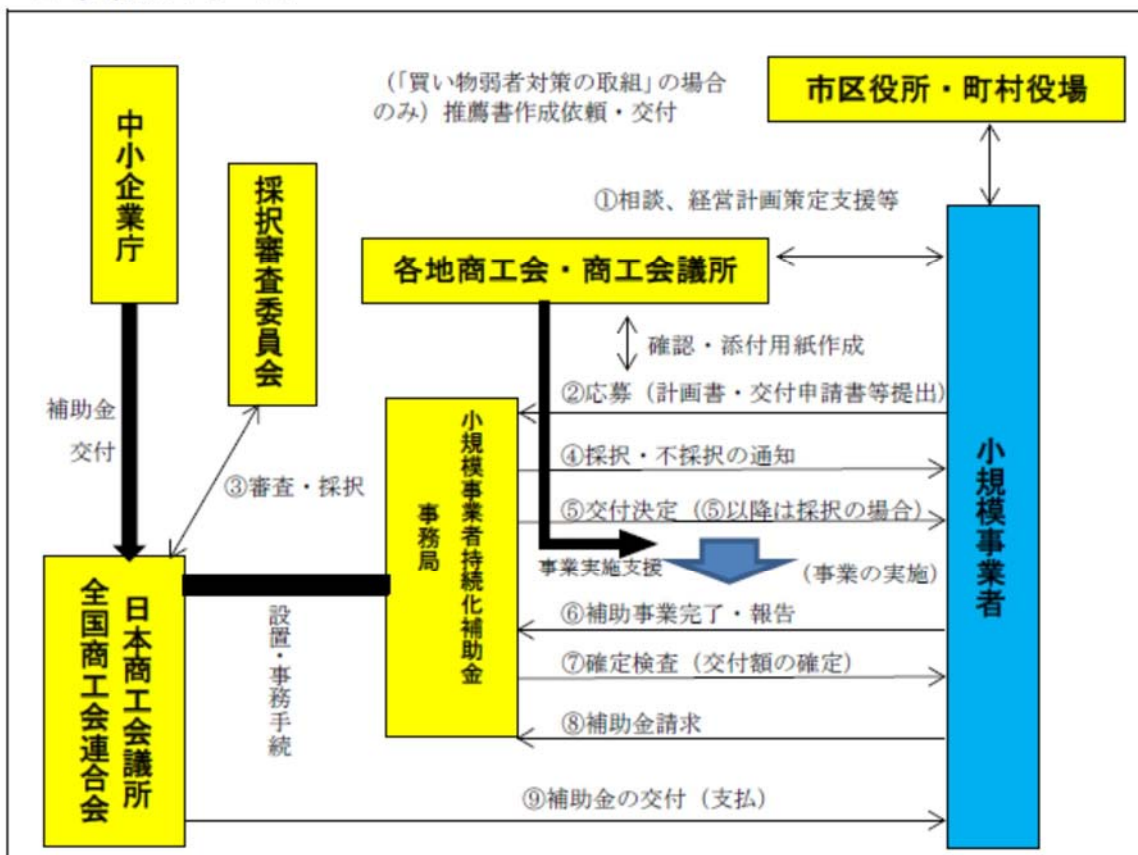 (「買い物弱者対策の取組」の場合
のみ）推薦書作成依頼・交付
市区役所・町村役場
中小企業庁
採択審査委員会
①相談、経営計画策定支援等
各地商工会・商工会議所
確認・添付用紙作成
補助金
交付
③審査・採択
②応募（計画書・交付申請書等提出）
④採択・不採択の通知
⑤交付決定（⑤以降は採択の場合）
事業実施支援
(事業の実施)
小規模事業者持続化補助金
事務局
小規模事業者
⑥補助事業完了・報告
⑦確定検査（交付額の確定）
⑧補助金請求
日本商工会議所
全国商工会連合会
設置・事務手続
⑨補助金の交付（支払）